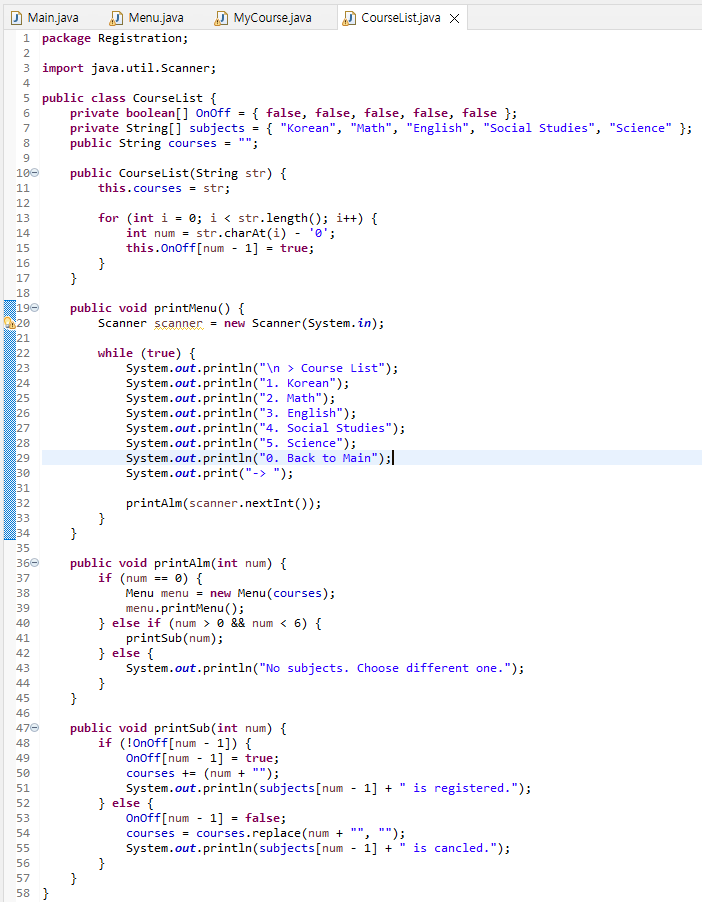 Main.java Menu.java MyCourse.java CourseList.java
1 package Registration;
2
3 import java.util.Scanner;
4
5 public class CourseList {
6     private boolean[] OnOff = { false, false, false, false, false };
7     private String[] subjects = { "Korean", "Math", "English", "Social Studies", "Science" };
8     public String courses = "";
9
10     public CourseList(String str) {
11         this.courses = str;
12
13         for (int i = 0; i < str.length(); i++) {
14             int num = str.charAt(i) - '0';
15             this.OnOff[num - 1] = true;
16         }
17     }
18
19     public void printMenu() {
20         Scanner scanner = new Scanner(System.in);
21
22         while (true) {
23             System.out.println("\n > Course List");
24             System.out.println("1. Korean");
25             System.out.println("2. Math");
26             System.out.println("3. English");
27             System.out.println("4. Social Studies");
28             System.out.println("5. Science");
29             System.out.println("0. Back to Main");
30             System.out.print("-> ");
31
32             printAlm(scanner.nextInt());
33         }
34     }
35
36     public void printAlm(int num) {
37         if (num == 0) {
38             Menu menu = new Menu(courses);
39             menu.printMenu();
40         } else if (num > 0 && num < 6) {
41             printSub(num);
42         } else {
43             System.out.println("No subjects. Choose different one.");
44         }
45     }
46
47     public void printSub(int num) {
48         if (!OnOff[num - 1]) {
49             OnOff[num - 1] = true;
50             courses += (num + "");
51             System.out.println(subjects[num - 1] + " is registered.");
52         } else {
53             OnOff[num - 1] = false;
54             courses = courses.replace(num + "", "");
55             System.out.println(subjects[num - 1] + " is cancled.");
56         }
57     }
58 }